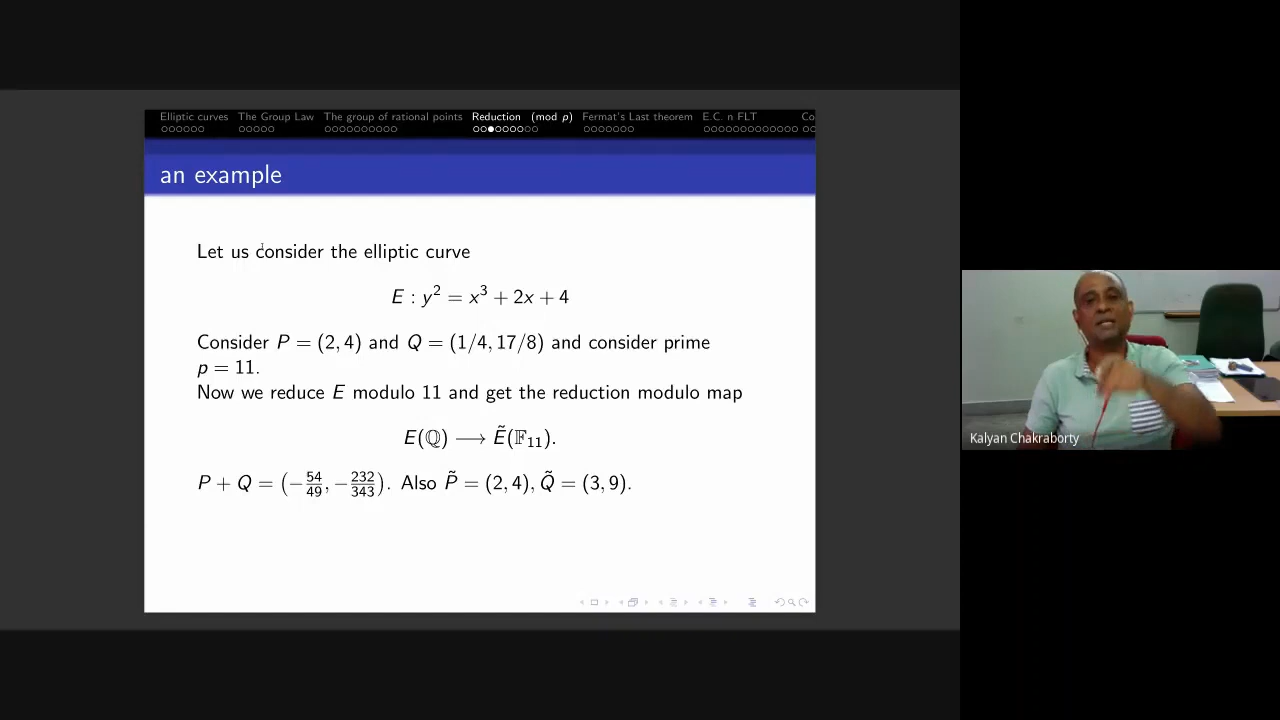 Elliptic curves The Group Law The group of rational points Reduction (mod p) Fermat's Last theorem E.C. n FLT Co
an example
Let us consider the elliptic curve
E : y² = x³ + 2x + 4
Consider P = (2, 4) and Q = (1/4, 17/8) and consider prime
p = 11.
Now we reduce E modulo 11 and get the reduction modulo map
E(ℚ) ⟶ Ẽ(𝔽₁₁).
P + Q = (−54/49, −232/343). Also P̃ = (2, 4), Q̃ = (3, 9).
Kalyan Chakraborty